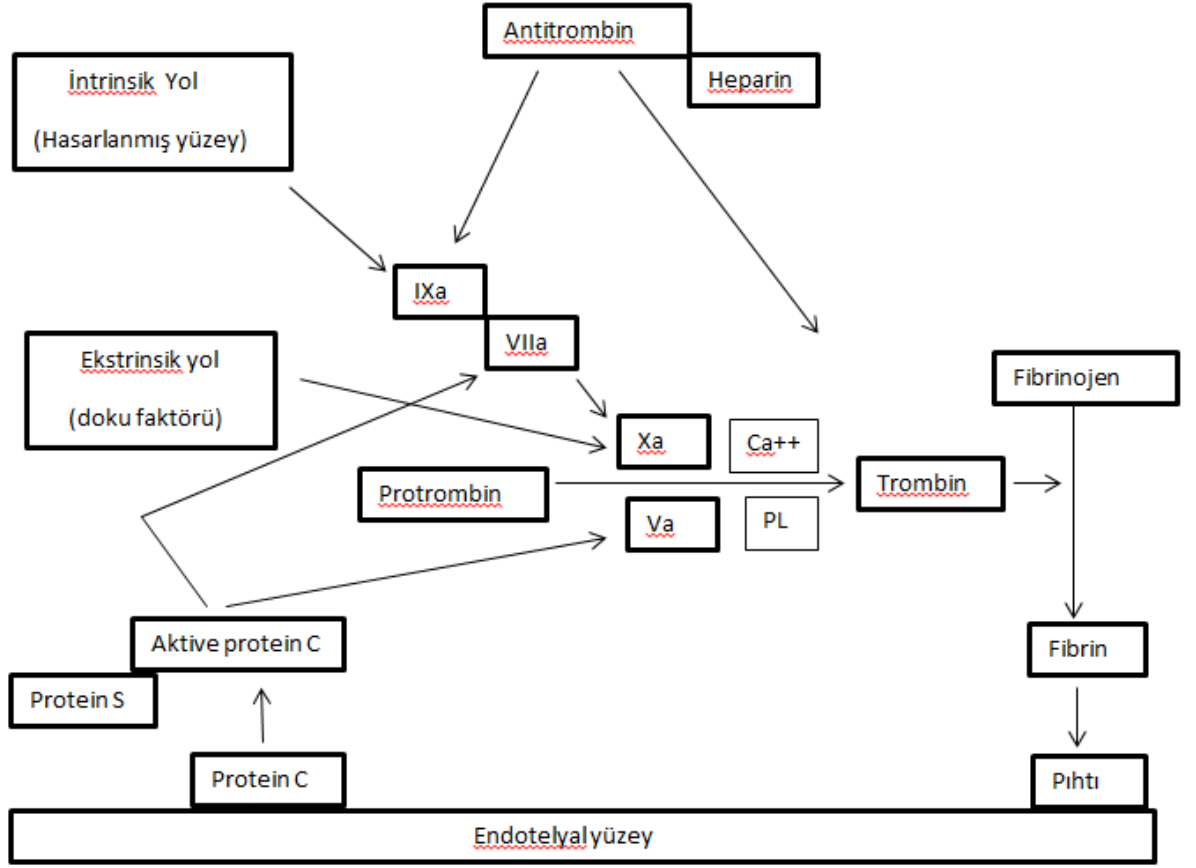 Antitrombin
Heparin
İntrinsik Yol
(Hasarlanmış yüzey)
IXa
VIIa
Ekstrinsik yol
(doku faktörü)
Fibrinojen
Xa
Ca++
Protrombin
Trombin
Va
PL
Aktive protein C
Fibrin
Protein S
Protein C
Pıhtı
Endotelyal yüzey